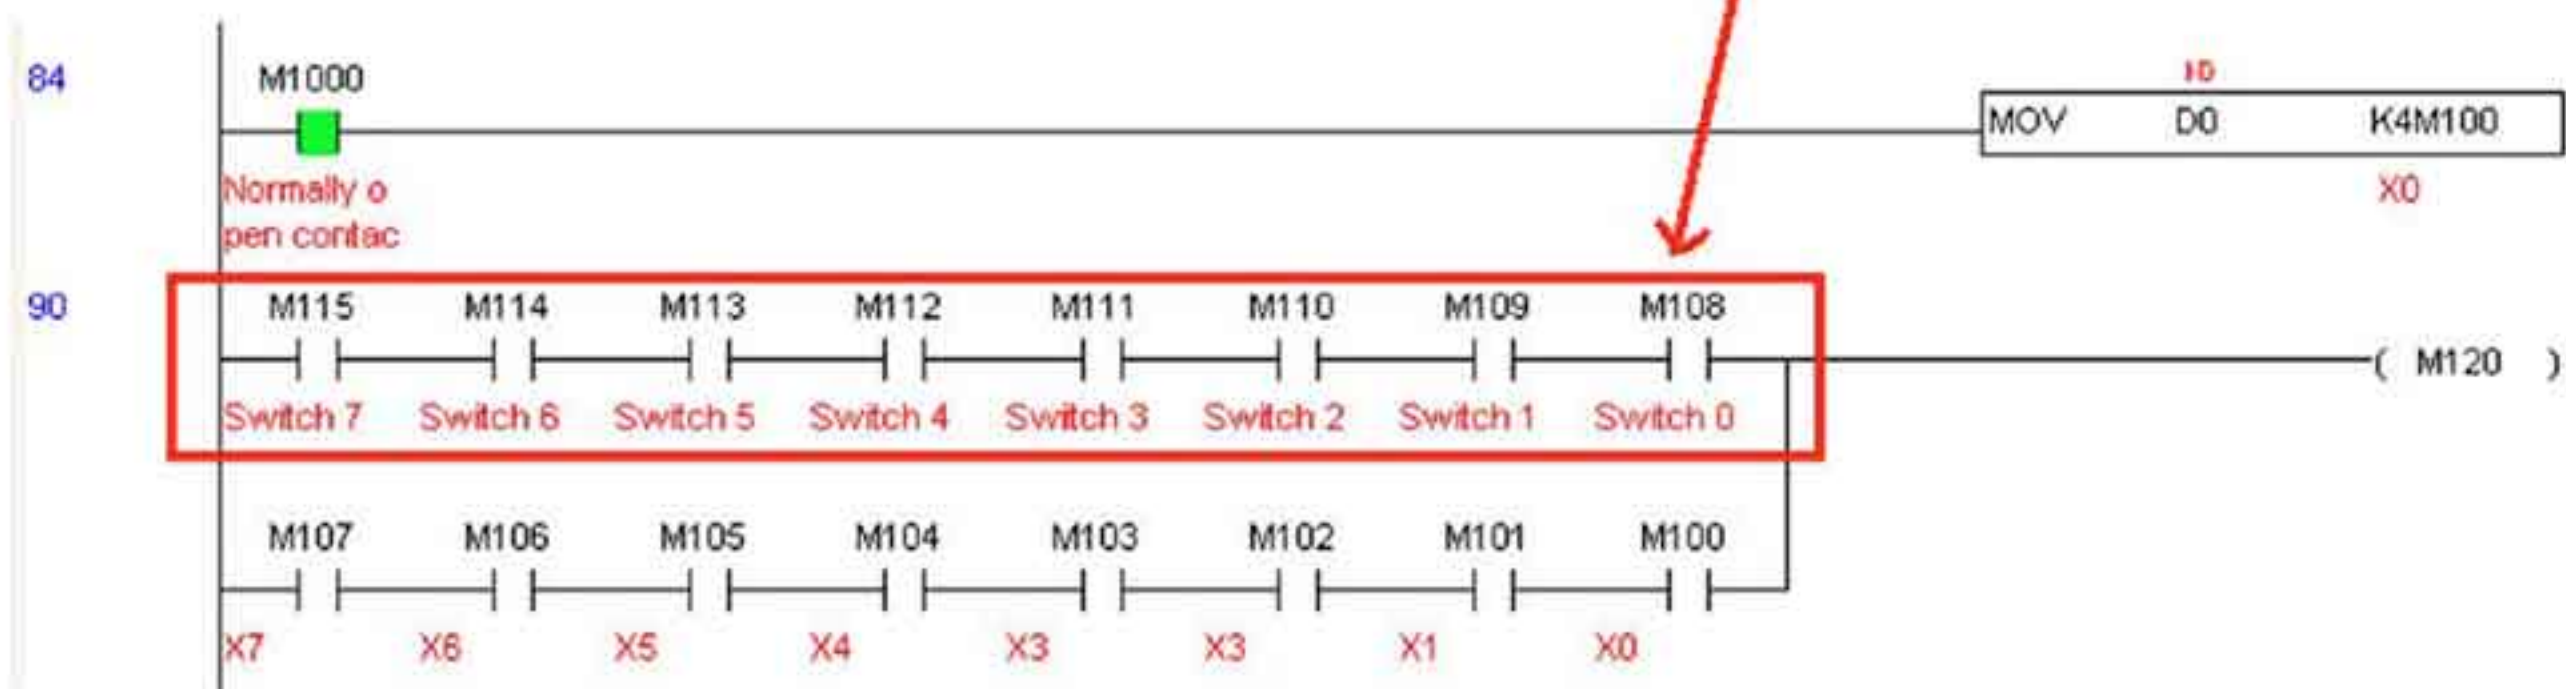 84
M1000
10
MOV D0 K4M100
Normally o
pen contac
X0
90
M115 M114 M113 M112 M111 M110 M109 M108
( M120 )
Switch 7 Switch 6 Switch 5 Switch 4 Switch 3 Switch 2 Switch 1 Switch 0
M107 M106 M105 M104 M103 M102 M101 M100
X7 X6 X5 X4 X3 X3 X1 X0